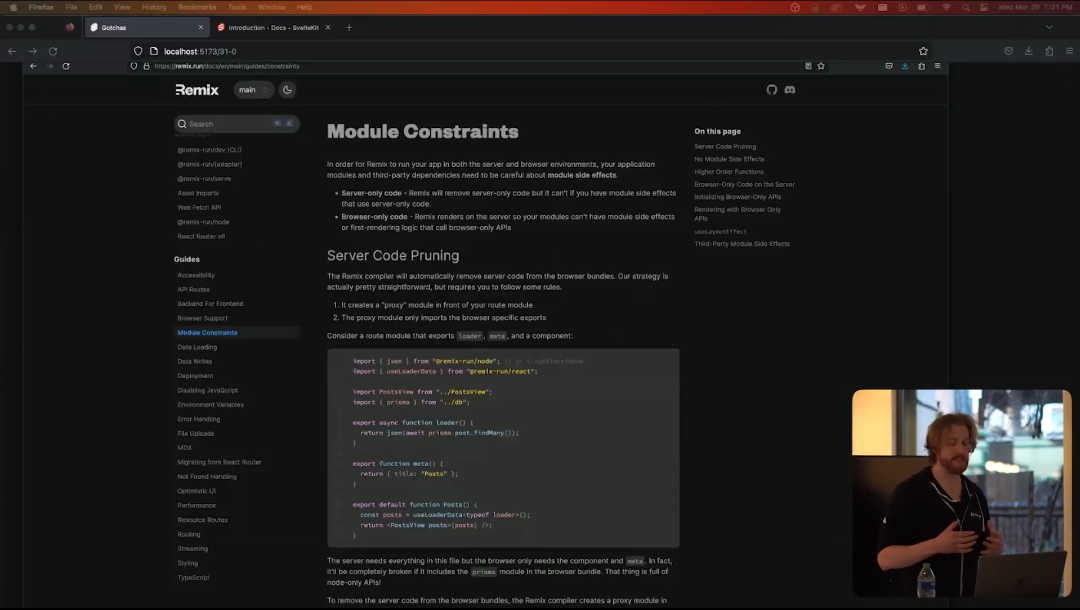 Firefox File Edit View History Bookmarks Tools Window Help
Wed Mar 29 7:01 PM
Gotchas
Introduction - Docs - SvelteKit
localhost:5173/31-0
https://remix.run/docs/en/main/guides/constraints
Remix
main
Search
@remix-run/dev (CLI)
@remix-run/{adapter}
@remix-run/serve
Asset Imports
Web Fetch API
@remix-run/node
React Router v6
Guides
Accessibility
API Routes
Backend For Frontend
Browser Support
Module Constraints
Data Loading
Data Writes
Deployment
Disabling JavaScript
Environment Variables
Error Handling
File Uploads
MDX
Migrating from React Router
Not Found Handling
Optimistic UI
Performance
Resource Routes
Routing
Streaming
Styling
TypeScript
Module Constraints
In order for Remix to run your app in both the server and browser environments, your application
modules and third-party dependencies need to be careful about module side effects.
• Server-only code - Remix will remove server-only code but it can't if you have module side effects
that use server-only code.
• Browser-only code - Remix renders on the server so your modules can't have module side effects
or first-rendering logic that call browser-only APIs
Server Code Pruning
The Remix compiler will automatically remove server code from the browser bundles. Our strategy is
actually pretty straightforward, but requires you to follow some rules.
1. It creates a "proxy" module in front of your route module
2. The proxy module only imports the browser specific exports
Consider a route module that exports loader, meta, and a component:
import { json } from "@remix-run/node"; // or cloudflare/deno
import { useLoaderData } from "@remix-run/react";
import PostsView from "../PostsView";
import { prisma } from "../db";
export async function loader() {
return json(await prisma.post.findMany());
}
export function meta() {
return { title: "Posts" };
}
export default function Posts() {
const posts = useLoaderData<typeof loader>();
return <PostsView posts={posts} />;
}
The server needs everything in this file but the browser only needs the component and meta. In fact,
it'll be completely broken if it includes the prisma module in the browser bundle. That thing is full of
node-only APIs!
To remove the server code from the browser bundles, the Remix compiler creates a proxy module in
On this page
Server Code Pruning
No Module Side Effects
Higher Order Functions
Browser-Only Code on the Server
Initializing Browser-Only APIs
Rendering with Browser Only
APIs
useLayoutEffect
Third-Party Module Side Effects